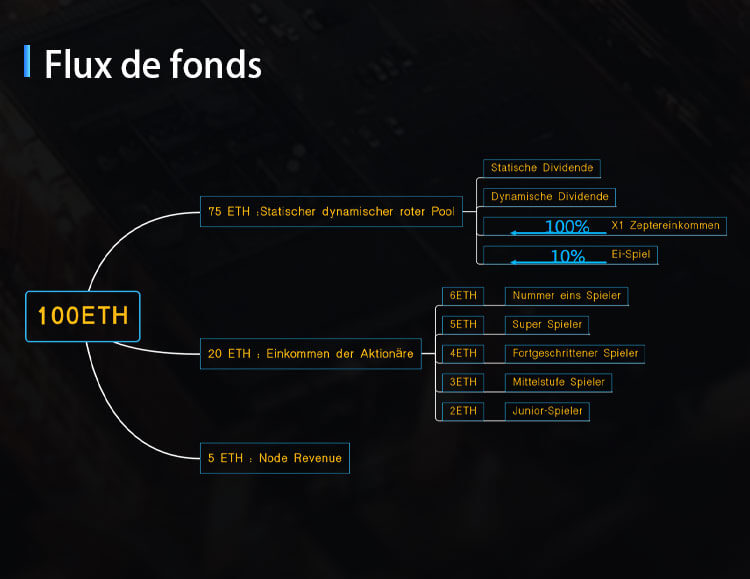 Flux de fonds
100ETH
75 ETH :Statischer dynamischer roter Pool
Statische Dividende
Dynamische Dividende
100% X1 Zeptereinkommen
10% Ei-Spiel
20 ETH : Einkommen der Aktionäre
6ETH Nummer eins Spieler
5ETH Super Spieler
4ETH Fortgeschrittener Spieler
3ETH Mittelstufe Spieler
2ETH Junior-Spieler
5 ETH : Node Revenue